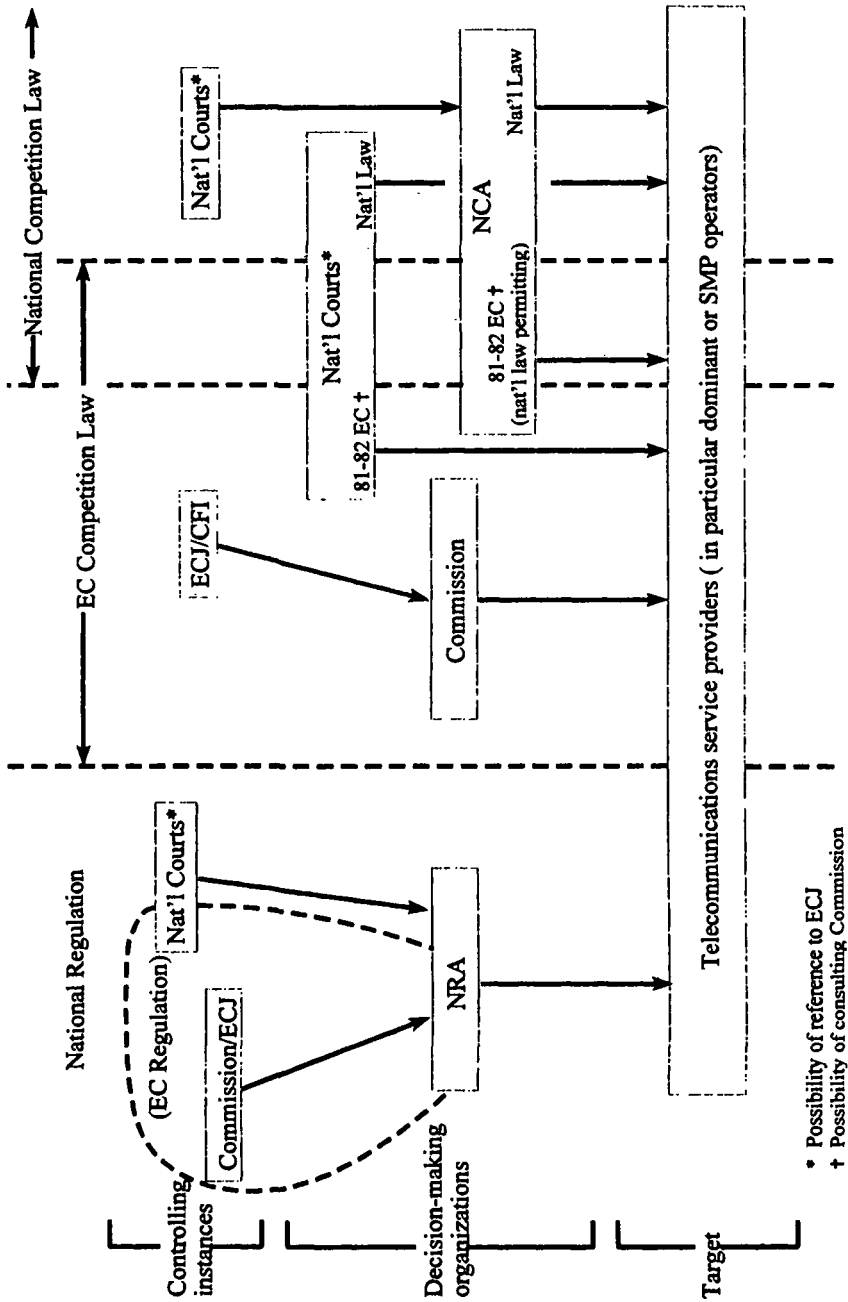 National Regulation
EC Competition Law
National Competition Law
Controlling
instances
(EC Regulation)
Commission/ECJ
Nat'l Courts*
ECJ/CFI
Nat'l Courts*
Decision-making
organizations
NRA
Commission
Nat'l Courts*
81-82 EC †
Nat'l Law
NCA
81-82 EC †
(nat'l law permitting)
Nat'l Law
Target
Telecommunications service providers ( in particular dominant or SMP operators)
* Possibility of reference to ECJ
† Possibility of consulting Commission